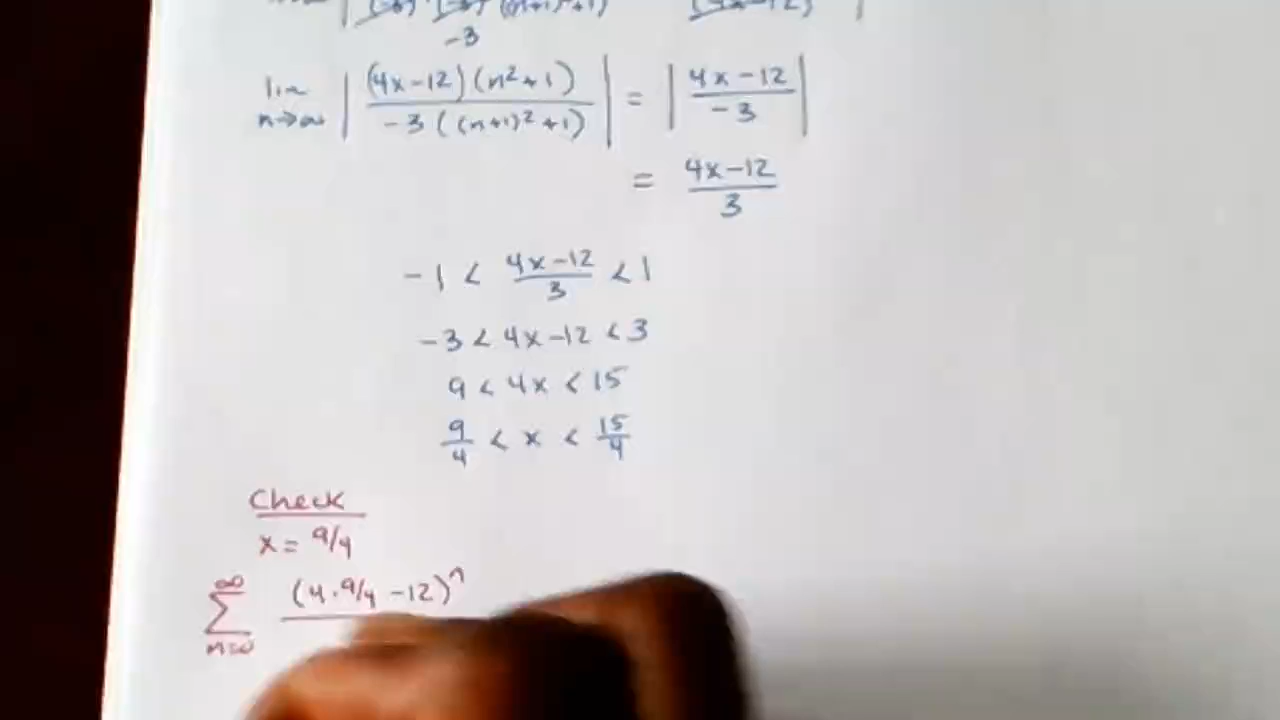 -3
lim n→∞ | (4x-12)(n²+1) / -3((n+1)²+1) | = | 4x-12 / -3 |
= 4x-12 / 3
-1 < 4x-12 / 3 < 1
-3 < 4x-12 < 3
9 < 4x < 15
9/4 < x < 15/4
Check
x = 9/4
∞ Σ n=0 (4·9/4 -12)ⁿ